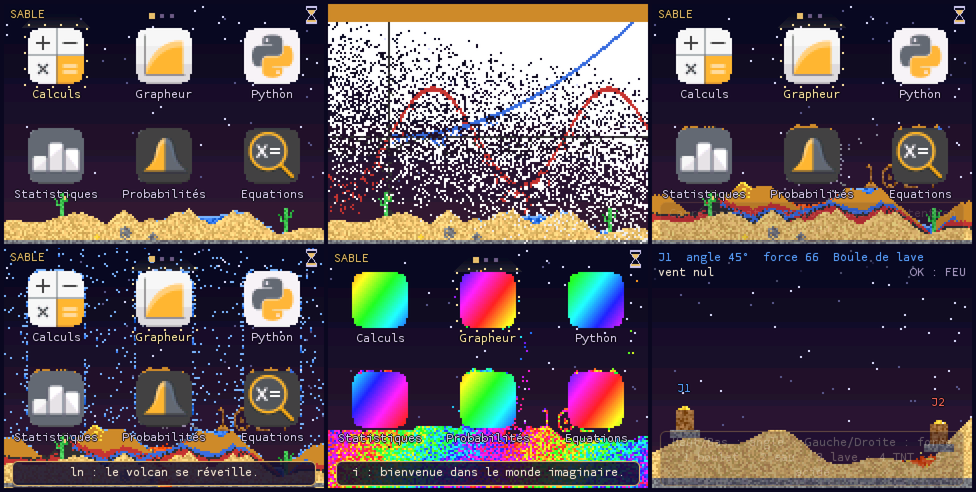 SABLE
Calculs Grapheur Python
Statistiques Probabilités Equations
SABLE
Calculs Grapheur Python
Statistiques Probabilités Equations
SABLE
Calculs Grapheur Python
Statistiques Probabilités Equations
ln : le volcan se réveille.
SABLE
Calculs Grapheur Python
Statistiques Probabilités Equations
i : bienvenue dans le monde imaginaire.
J1 angle 45° force 66 Boule de lave
vent nul
OK : FEU
J1
J2
Gauche/Droite :